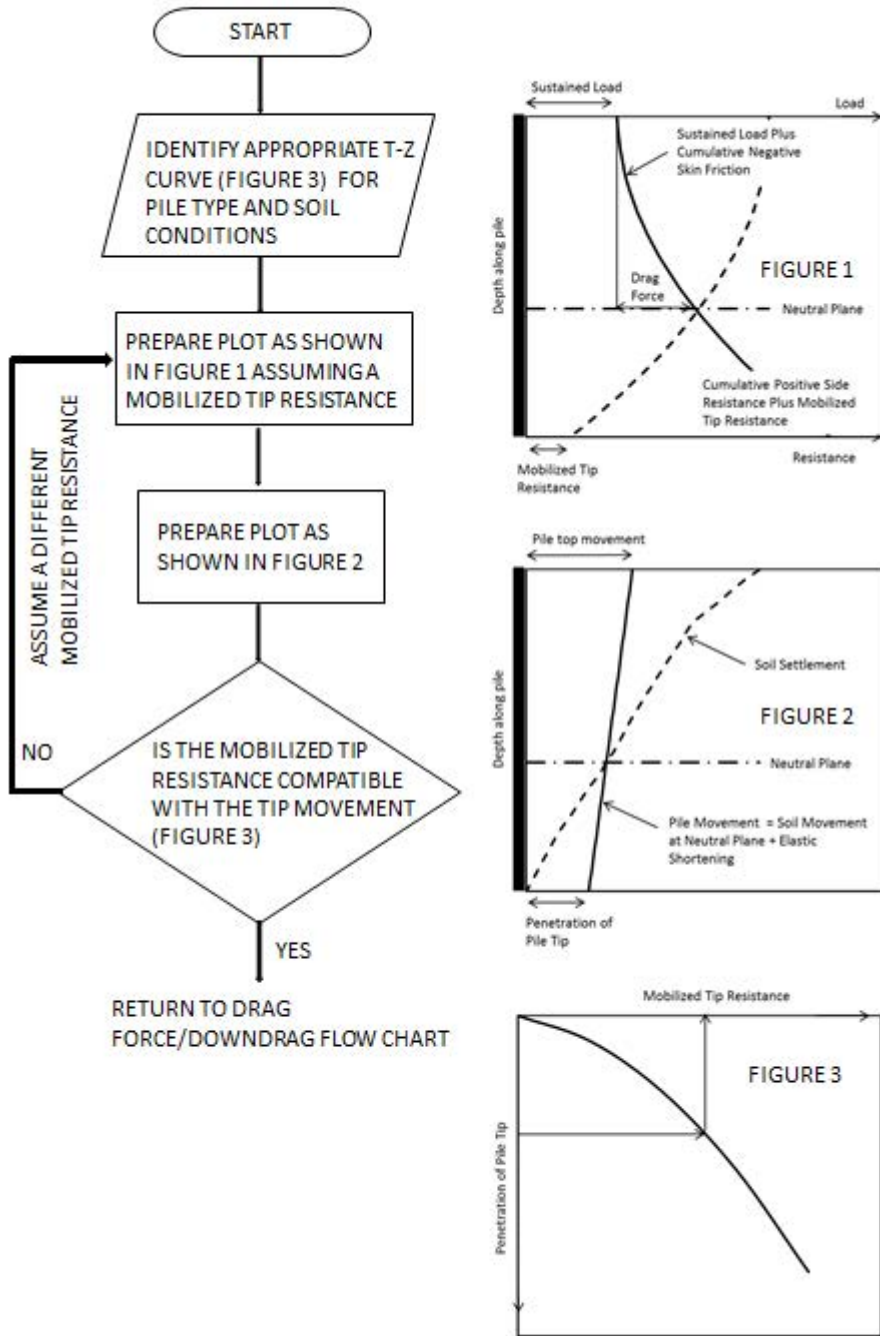 START
IDENTIFY APPROPRIATE T-Z
CURVE (FIGURE 3) FOR
PILE TYPE AND SOIL
CONDITIONS
PREPARE PLOT AS SHOWN
IN FIGURE 1 ASSUMING A
MOBILIZED TIP RESISTANCE
PREPARE PLOT AS
SHOWN IN FIGURE 2
ASSUME A DIFFERENT
MOBILIZED TIP RESISTANCE
NO
IS THE MOBILIZED TIP
RESISTANCE COMPATIBLE
WITH THE TIP MOVEMENT
(FIGURE 3)
YES
RETURN TO DRAG
FORCE/DOWNDRAG FLOW CHART
Sustained Load
Load
Sustained Load Plus
Cumulative Negative
Skin Friction
Depth along pile
FIGURE 1
Drag
Force
Neutral Plane
Cumulative Positive Side
Resistance Plus Mobilized
Tip Resistance
Mobilized Tip
Resistance
Resistance
Pile top movement
Depth along pile
Soil Settlement
FIGURE 2
Neutral Plane
Pile Movement = Soil Movement
at Neutral Plane + Elastic
Shortening
Penetration of
Pile Tip
Mobilized Tip Resistance
FIGURE 3
Penetration of Pile Tip